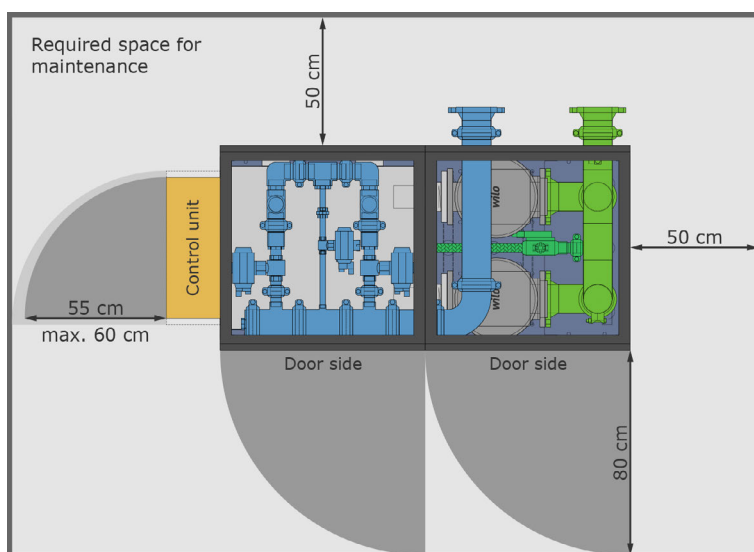 Required space for
maintenance
50 cm
wilo
wilo
Control unit
50 cm
55 cm
max. 60 cm
Door side
Door side
80 cm